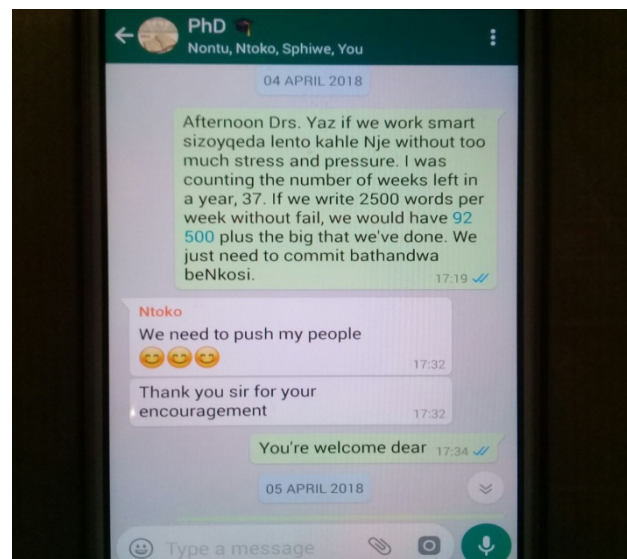 PhD 🎓
Nontu, Ntoko, Sphiwe, You
04 APRIL 2018
Afternoon Drs. Yaz if we work smart
sizoyqeda lento kahle Nje without too
much stress and pressure. I was
counting the number of weeks left in
a year, 37. If we write 2500 words per
week without fail, we would have 92
500 plus the big that we've done. We
just need to commit bathandwa
beNkosi.
17:19
Ntoko
We need to push my people
😊😊😊
17:32
Thank you sir for your
encouragement
17:32
You're welcome dear 17:34
05 APRIL 2018
Type a message